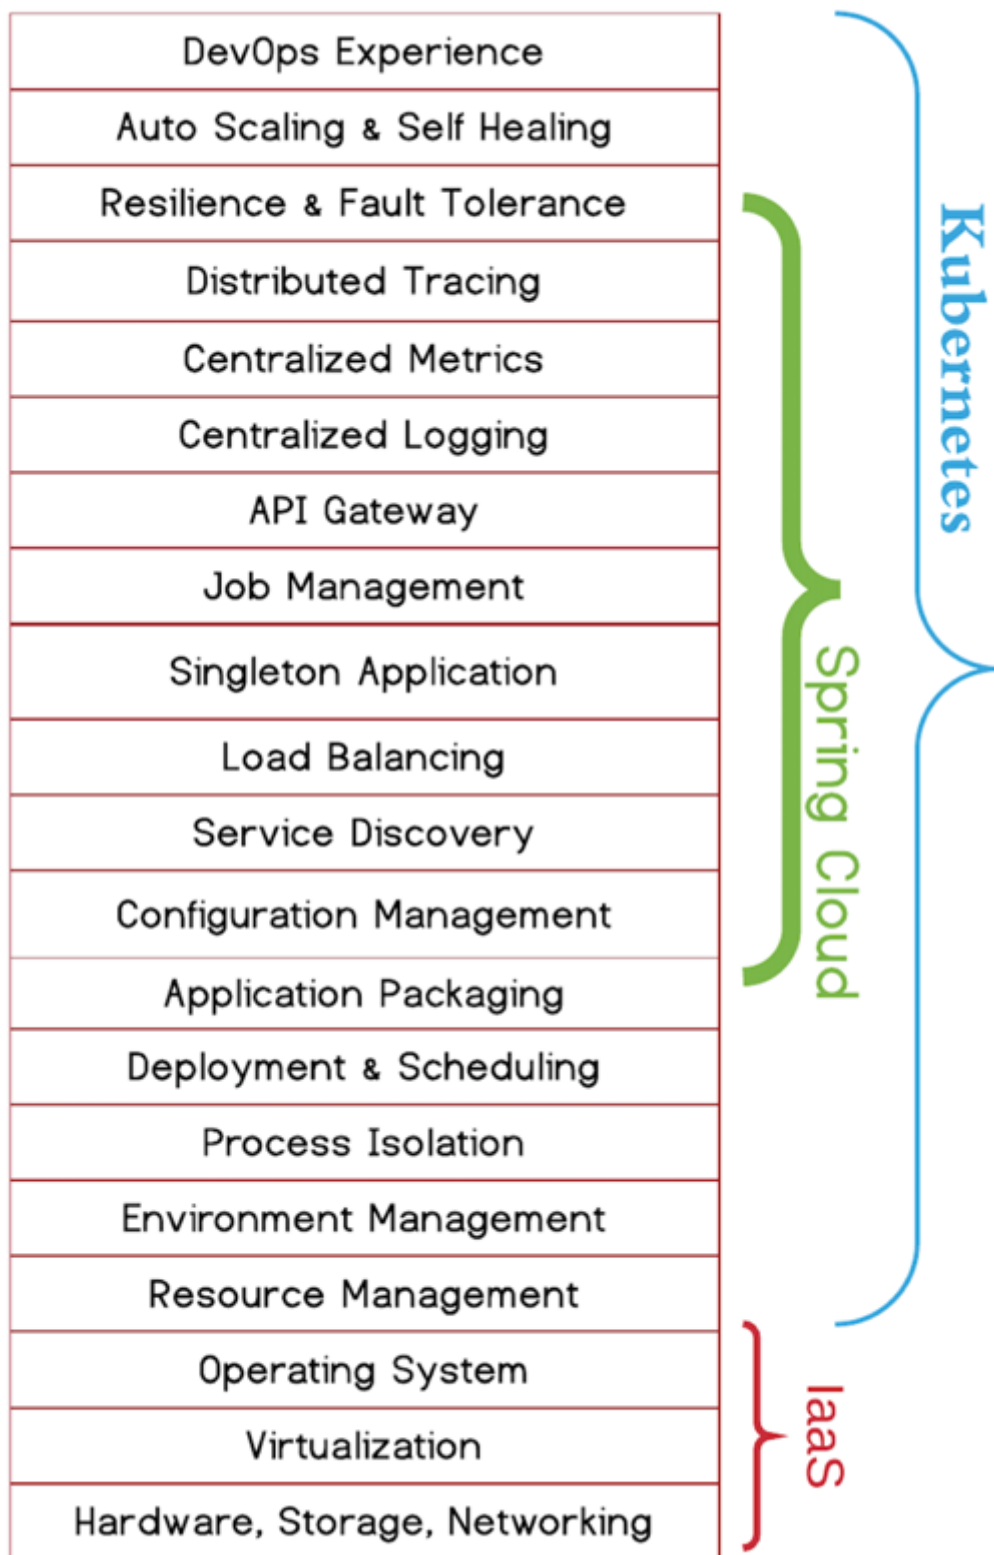 DevOps Experience
Auto Scaling & Self Healing
Resilience & Fault Tolerance
Distributed Tracing
Centralized Metrics
Centralized Logging
API Gateway
Job Management
Singleton Application
Load Balancing
Service Discovery
Configuration Management
Application Packaging
Deployment & Scheduling
Process Isolation
Environment Management
Resource Management
Operating System
Virtualization
Hardware, Storage, Networking
Kubernetes
Spring Cloud
IaaS